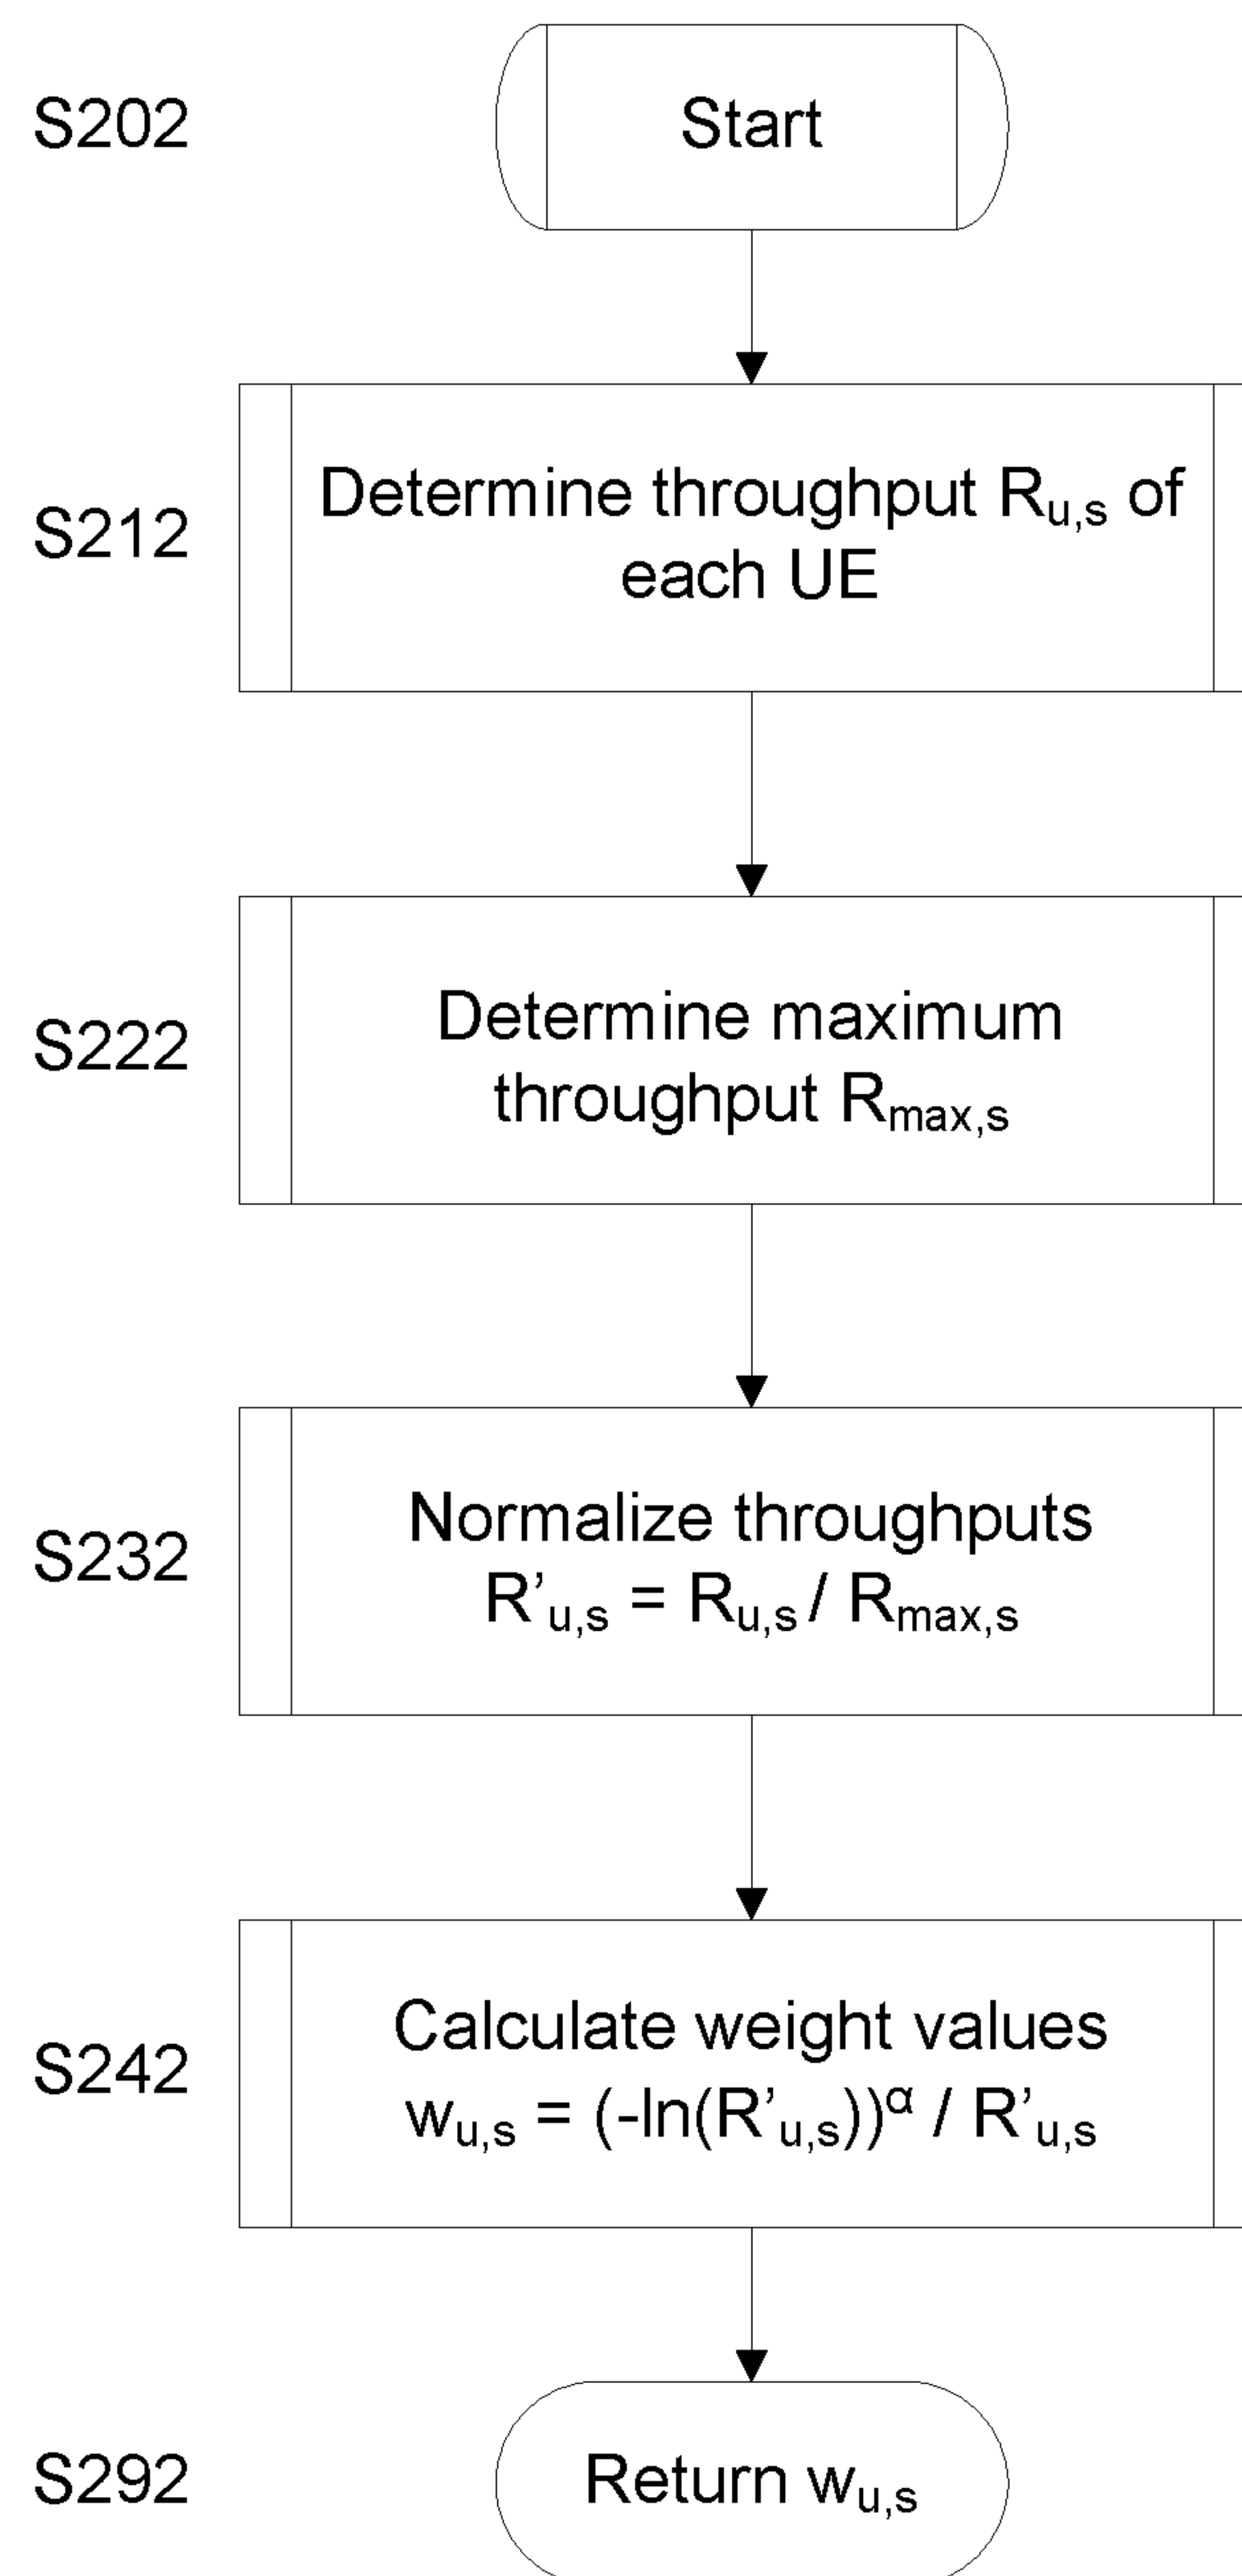 S202
Start
S212
Determine throughput Rᵤ,ₛ of
each UE
S222
Determine maximum
throughput Rₘₐₓ,ₛ
S232
Normalize throughputs
R’ᵤ,ₛ = Rᵤ,ₛ / Rₘₐₓ,ₛ
S242
Calculate weight values
wᵤ,ₛ = (-ln(R’ᵤ,ₛ))ᵅ / R’ᵤ,ₛ
S292
Return wᵤ,ₛ